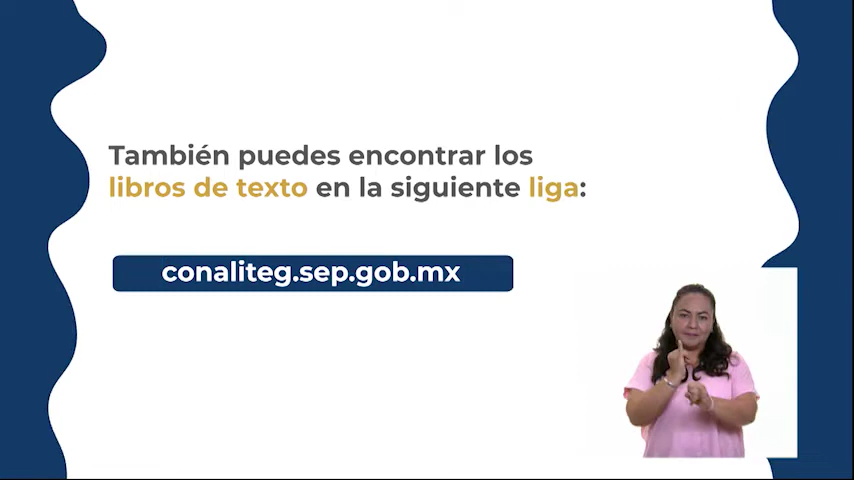 También puedes encontrar los
libros de texto en la siguiente liga:
conaliteg.sep.gob.mx